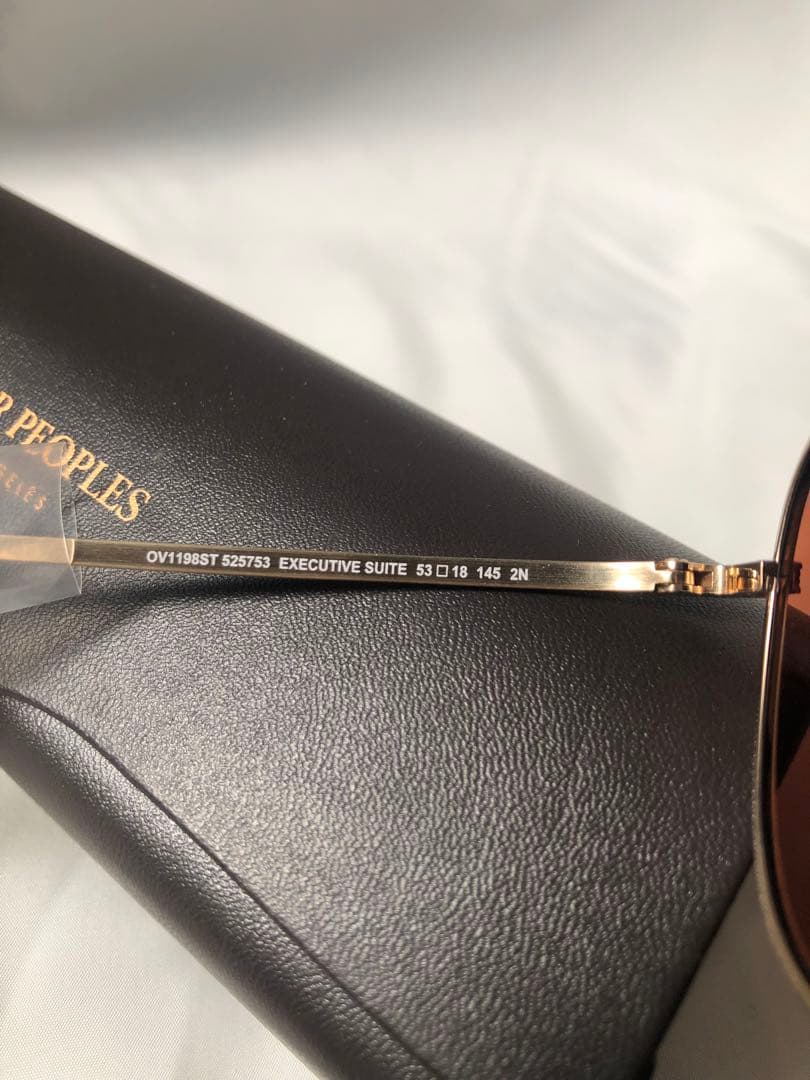 PEOPLES
OV1198ST 525753 EXECUTIVE SUITE 53□18 145 2N